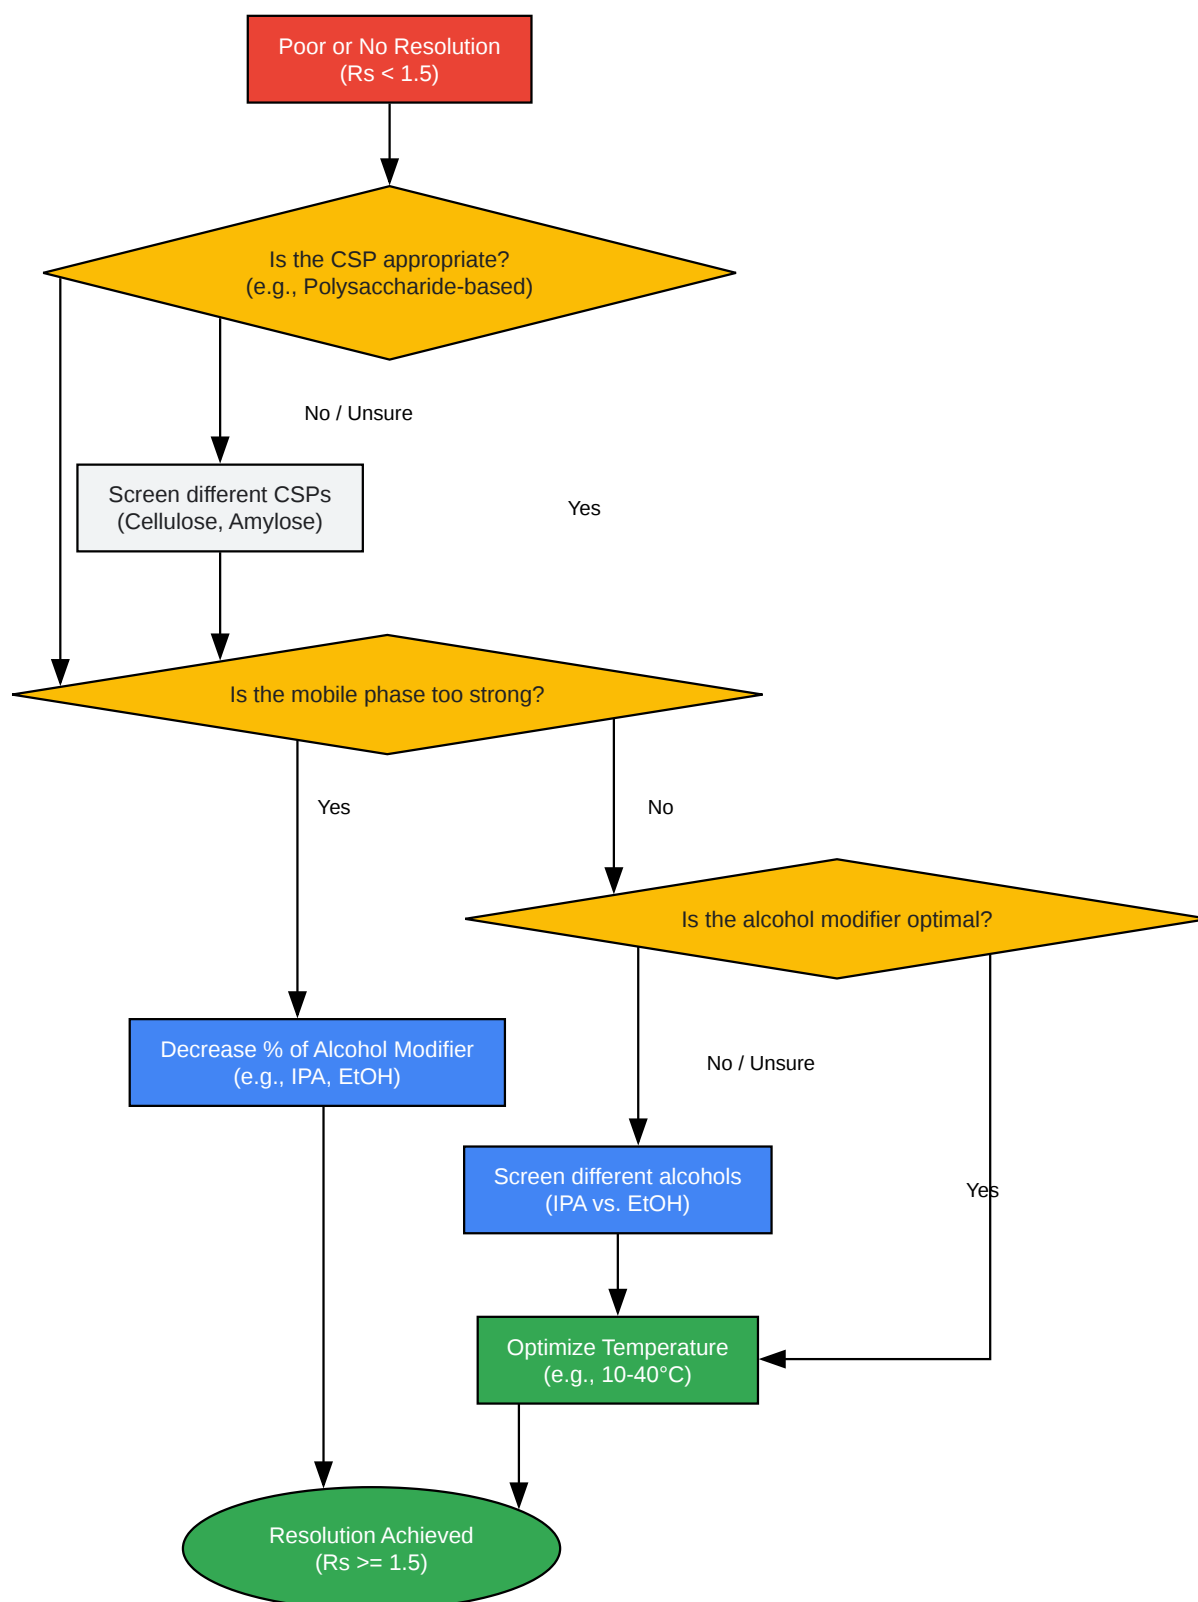 Poor or No Resolution
(Rs < 1.5)
Is the CSP appropriate?
(e.g., Polysaccharide-based)
No / Unsure
Screen different CSPs
(Cellulose, Amylose)
Yes
Is the mobile phase too strong?
Yes
No
Is the alcohol modifier optimal?
Decrease % of Alcohol Modifier
(e.g., IPA, EtOH)
No / Unsure
Screen different alcohols
(IPA vs. EtOH)
Yes
Optimize Temperature
(e.g., 10-40°C)
Resolution Achieved
(Rs >= 1.5)